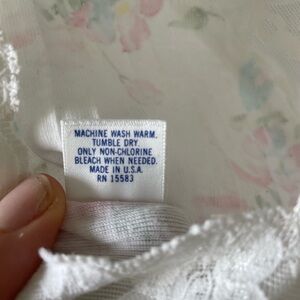 MACHINE WASH WARM.
TUMBLE DRY.
ONLY NON-CHLORINE
BLEACH WHEN NEEDED.
MADE IN U.S.A.
RN 15583